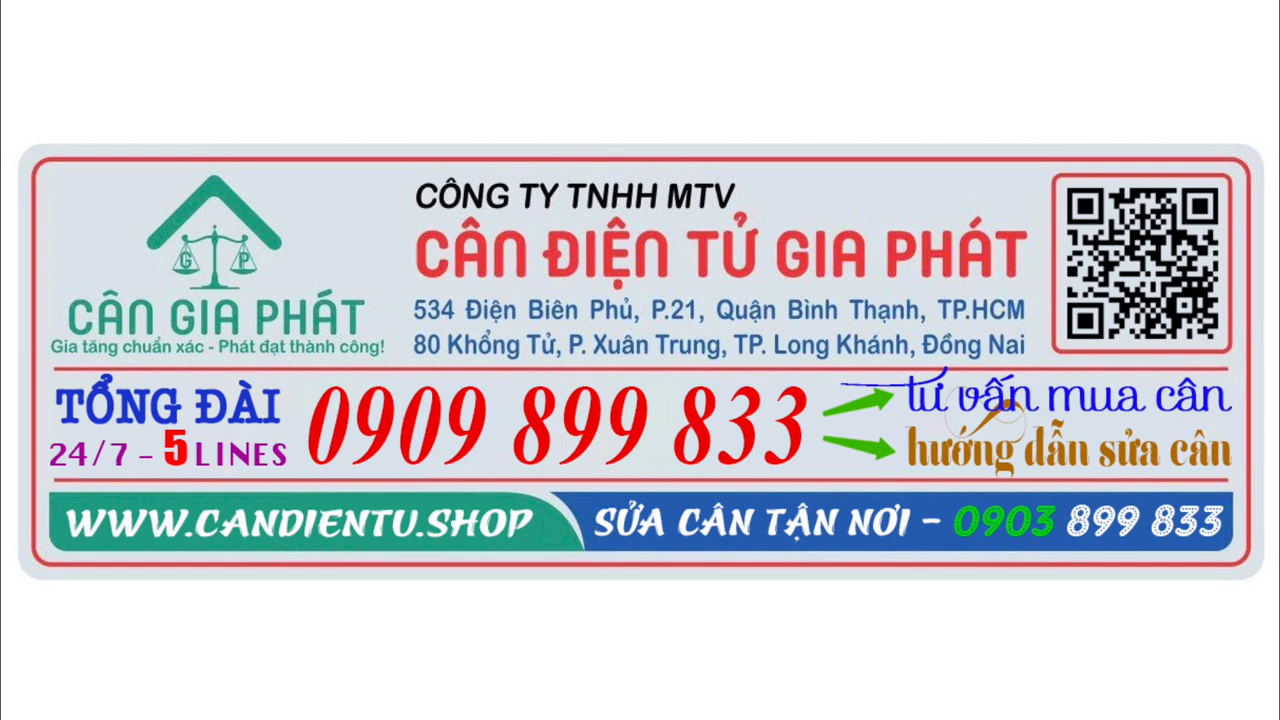 G P
CÂN GIA PHÁT
Gia tăng chuẩn xác - Phát đạt thành công!
CÔNG TY TNHH MTV
CÂN ĐIỆN TỬ GIA PHÁT
534 Điện Biên Phủ, P.21, Quận Bình Thạnh, TP.HCM
80 Khổng Tử, P. Xuân Trung, TP. Long Khánh, Đồng Nai
TỔNG ĐÀI
24/7 - 5 LINES
0909 899 833
tư vấn mua cân
hướng dẫn sửa cân
WWW.CANDIENTU.SHOP
SỬA CÂN TẬN NƠI - 0903 899 833